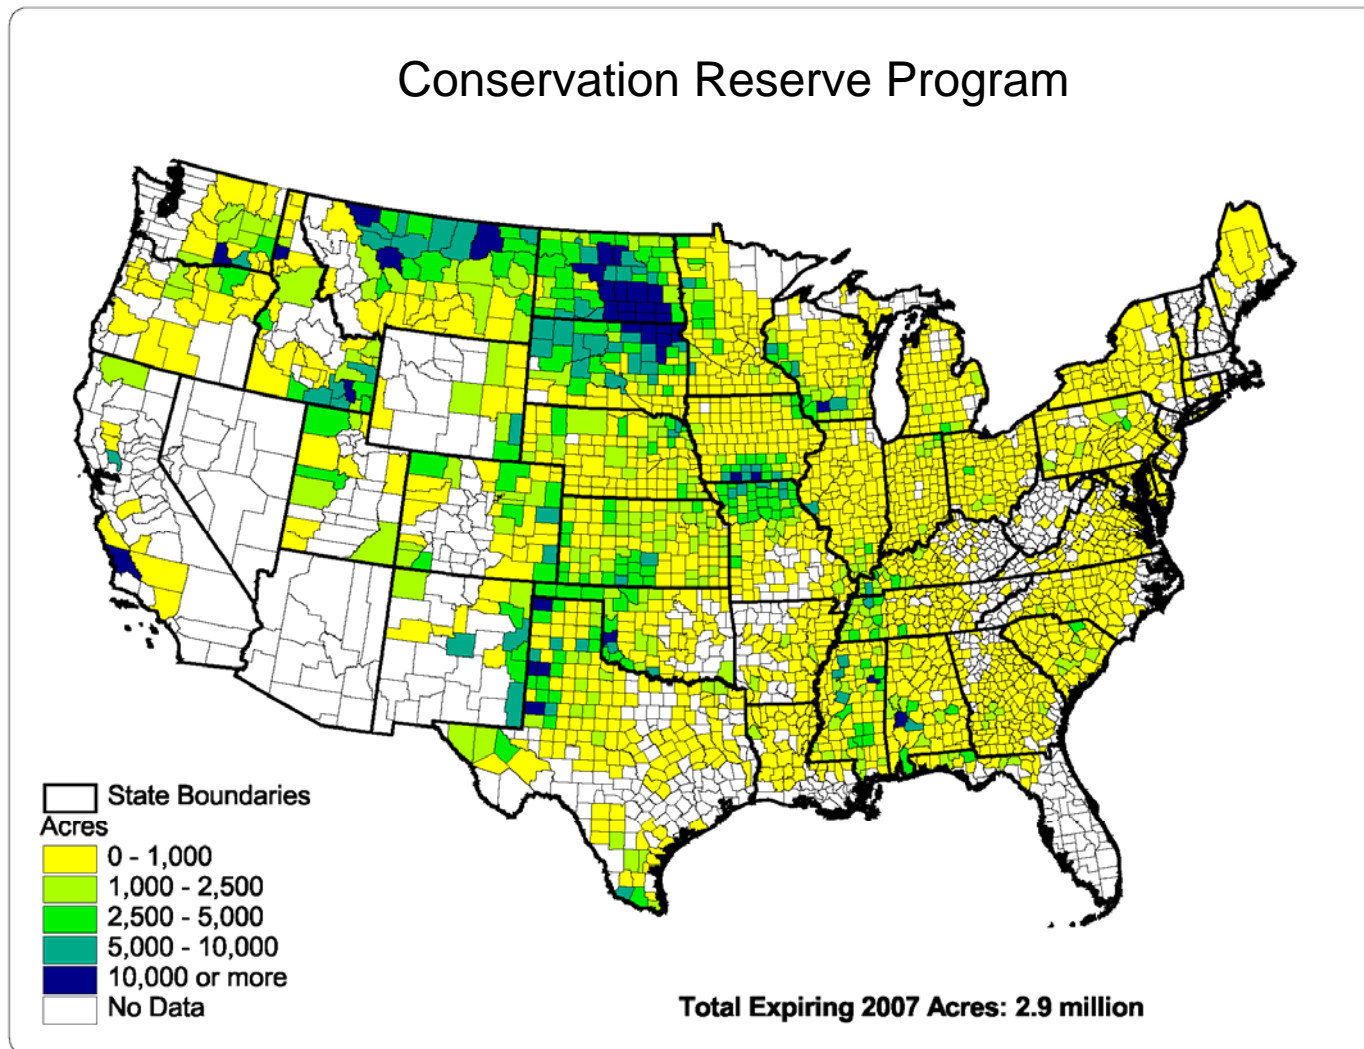 Conservation Reserve Program
State Boundaries
Acres
0 - 1,000
1,000 - 2,500
2,500 - 5,000
5,000 - 10,000
10,000 or more
No Data
Total Expiring 2007 Acres: 2.9 million